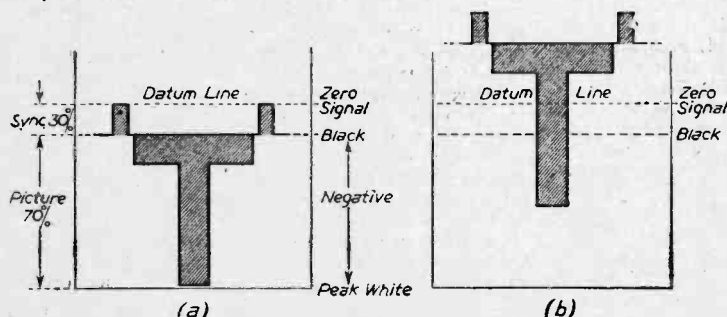 Datum Line
Zero
Signal
Sync 30%
Black
Picture
70%
Negative
Peak White
(a)
Datum Line
Zero
Signal
Black
(b)